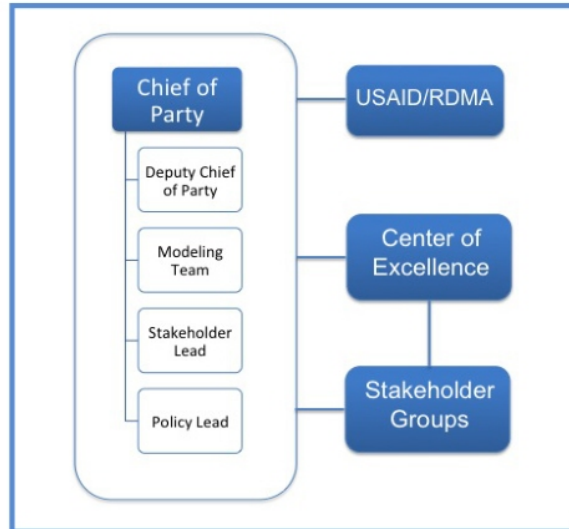 Chief of
Party
Deputy Chief
of Party
Modeling
Team
Stakeholder
Lead
Policy Lead
USAID/RDMA
Center of
Excellence
Stakeholder
Groups